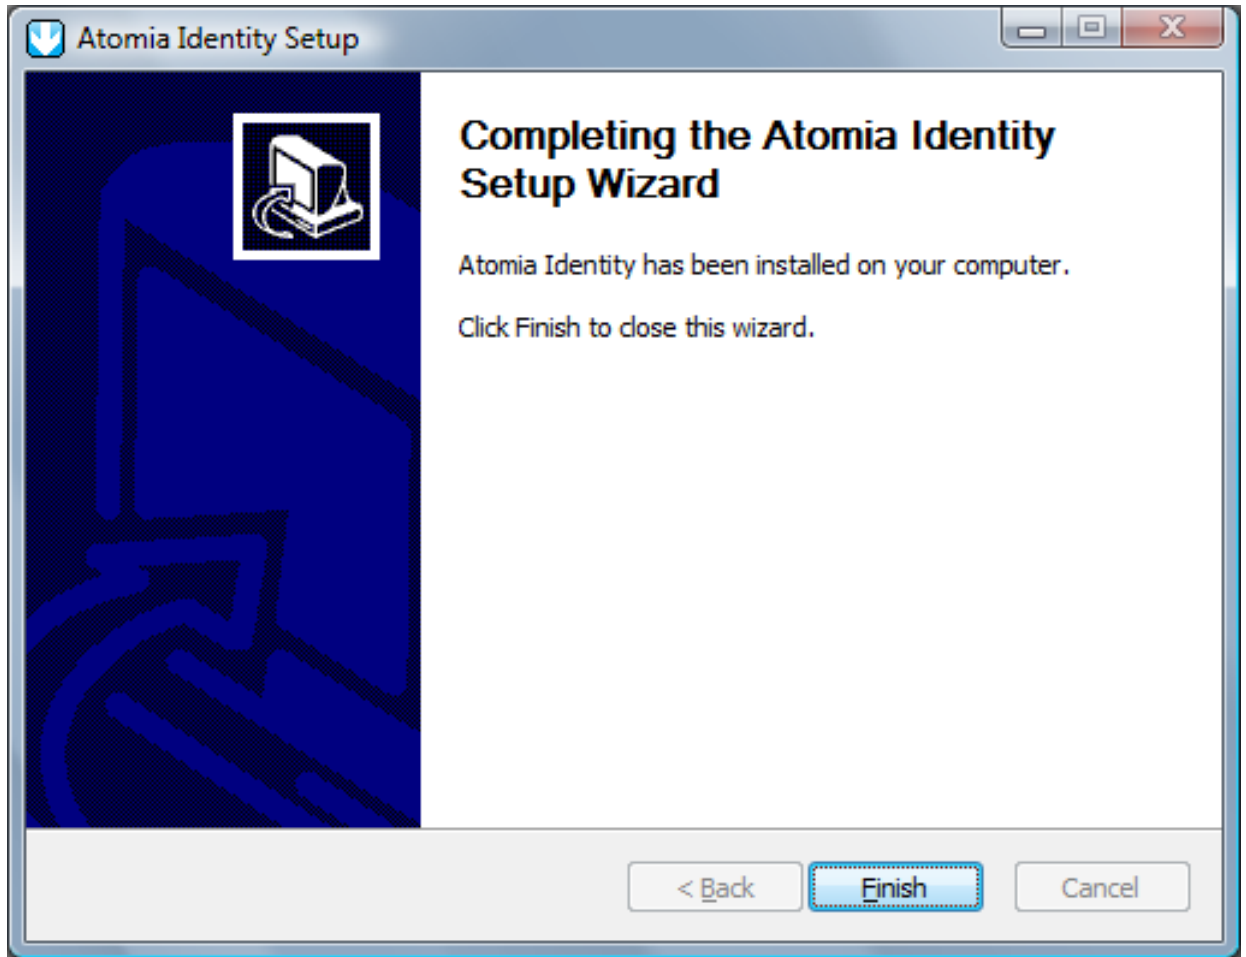 Atomia Identity Setup
Completing the Atomia Identity
Setup Wizard
Atomia Identity has been installed on your computer.
Click Finish to close this wizard.
< Back
Finish
Cancel